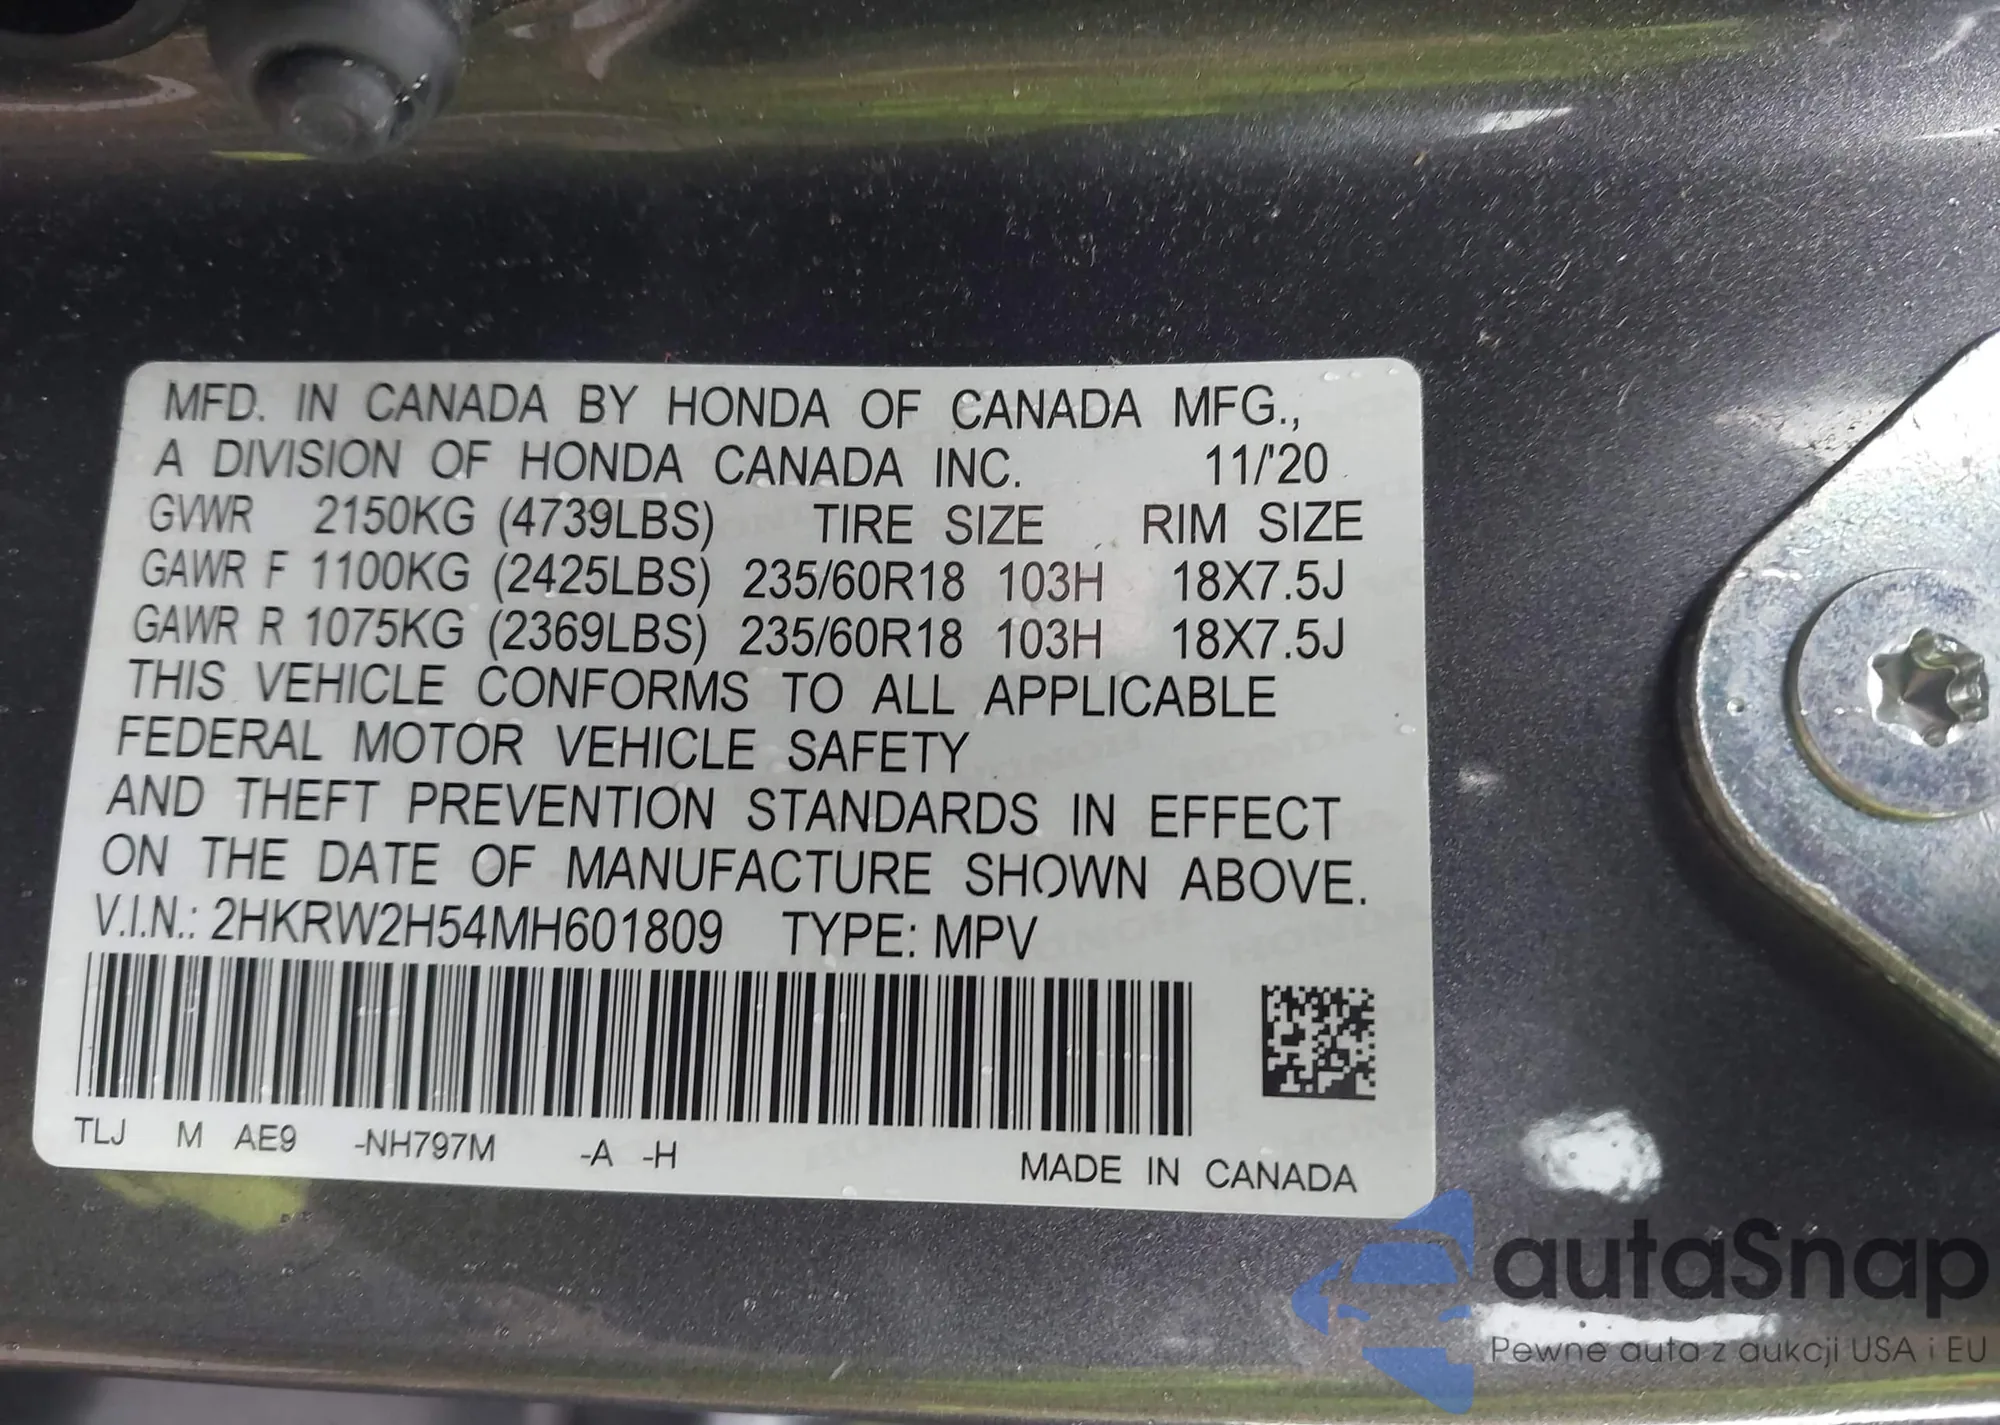 MFD. IN CANADA BY HONDA OF CANADA MFG.,
A DIVISION OF HONDA CANADA INC. 11/'20
GVWR 2150KG (4739LBS) TIRE SIZE RIM SIZE
GAWR F 1100KG (2425LBS) 235/60R18 103H 18X7.5J
GAWR R 1075KG (2369LBS) 235/60R18 103H 18X7.5J
THIS VEHICLE CONFORMS TO ALL APPLICABLE
FEDERAL MOTOR VEHICLE SAFETY
AND THEFT PREVENTION STANDARDS IN EFFECT
ON THE DATE OF MANUFACTURE SHOWN ABOVE.
V.I.N.: 2HKRW2H54MH601809 TYPE: MPV
TLJ M AE9 -NH797M -A -H
MADE IN CANADA
autaSnap
Pewne auta z aukcji USA i EU